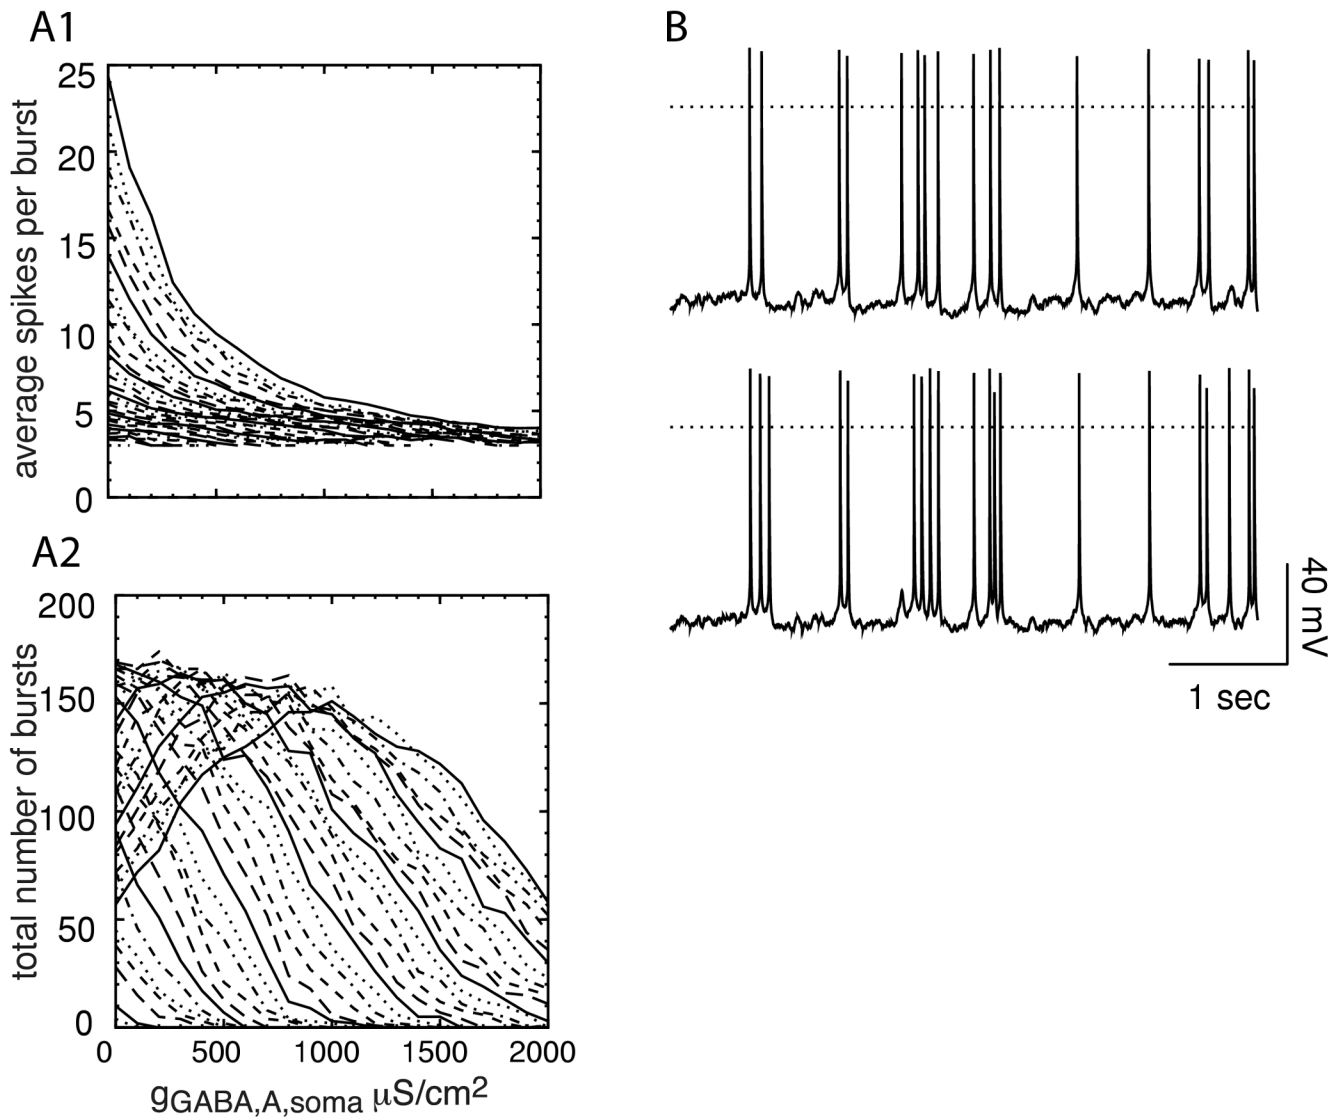 A1
25
20
15
10
5
0
average spikes per burst
A2
200
150
100
50
0
total number of bursts
0 500 1000 1500 2000
gGABA,A,soma μS/cm2
B
40 mV
1 sec